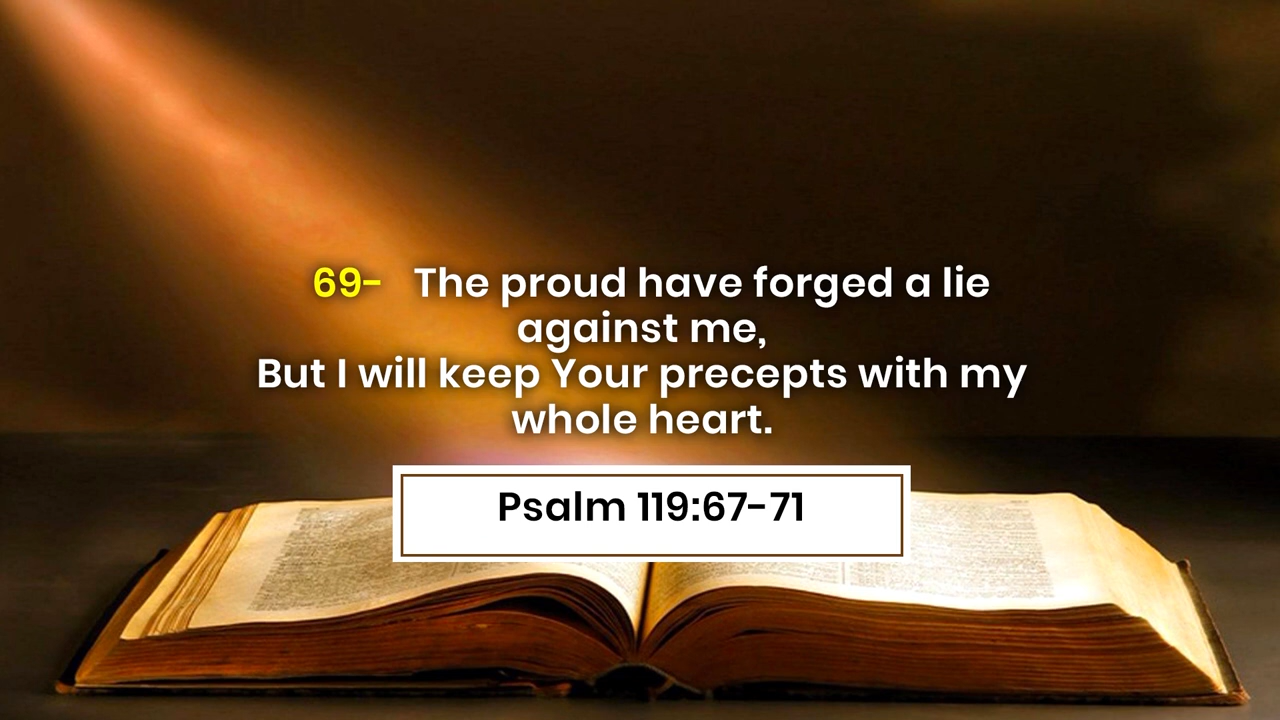 69- The proud have forged a lie
against me,
But I will keep Your precepts with my
whole heart.
Psalm 119:67-71